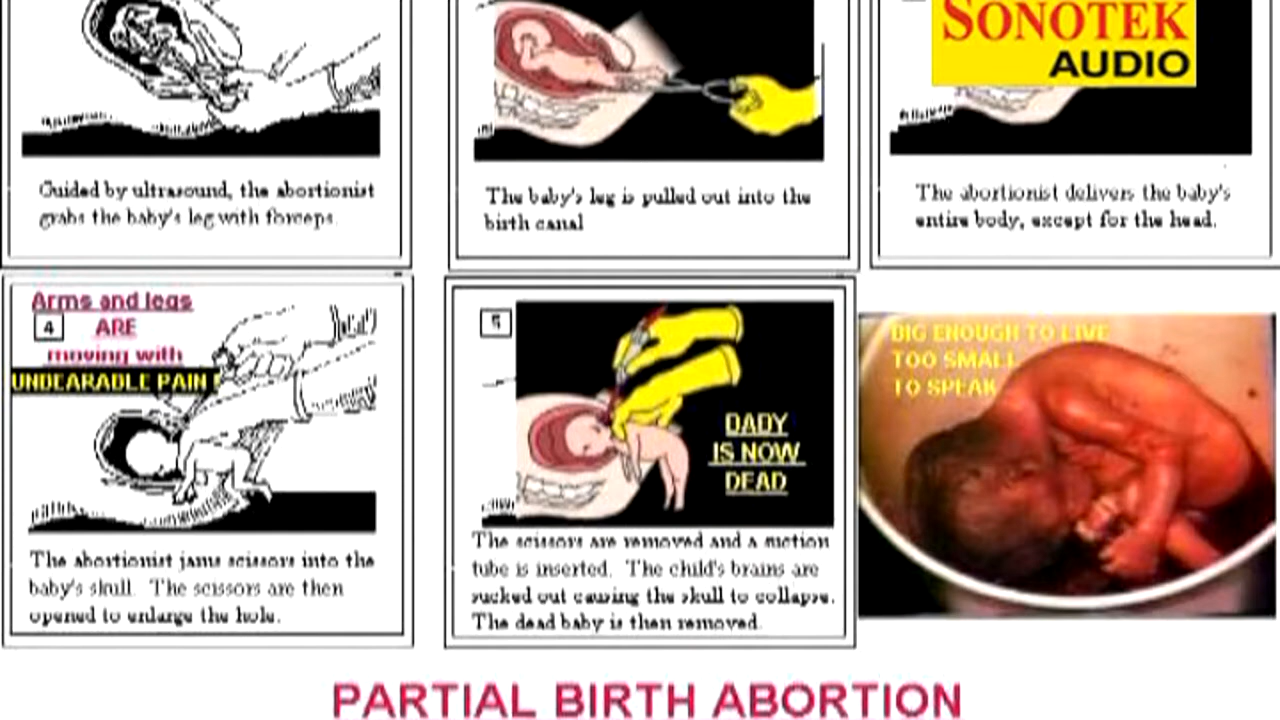 SONOTEK
AUDIO
Guided by ultrasound, the abortionist
grabs the baby's leg with forceps.
The baby's leg is pulled out into the
birth canal
The abortionist delivers the baby's
entire body, except for the head.
Arms and legs
4
ARE
moving with
UNBEARABLE PAIN !
The abortionist jams scissors into the
baby's skull. The scissors are then
opened to enlarge the hole.
5
BABY
IS NOW
DEAD
The scissors are removed and a suction
tube is inserted. The child's brains are
sucked out causing the skull to collapse.
The dead baby is then removed.
BIG ENOUGH TO LIVE
TOO SMALL
TO SPEAK
PARTIAL BIRTH ABORTION